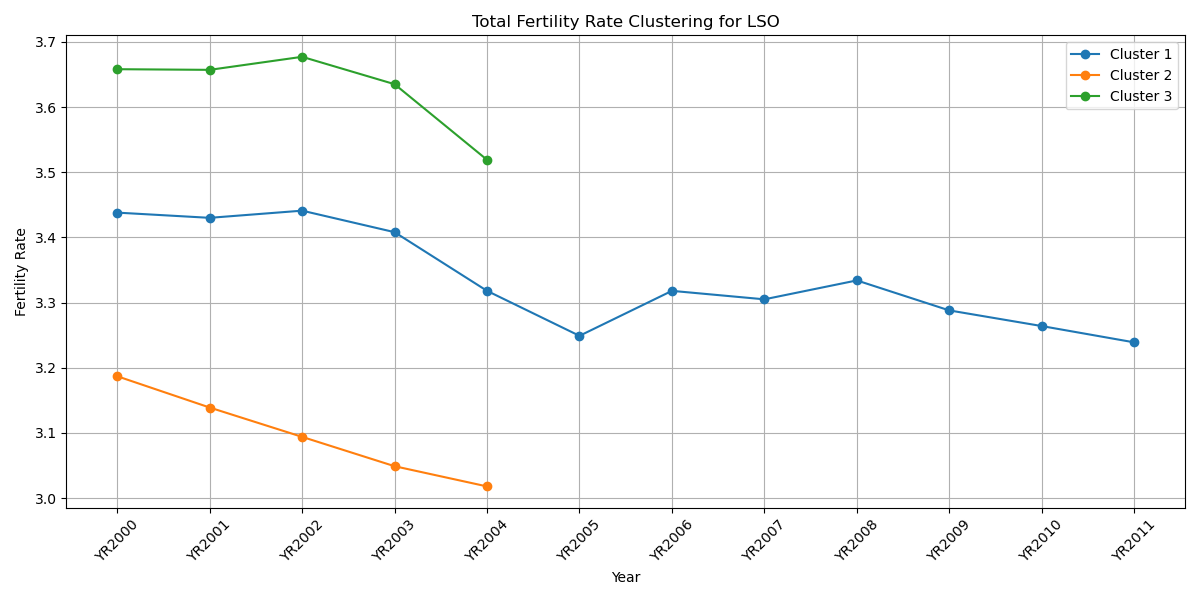 Total Fertility Rate Clustering for LSO
Cluster 1
Cluster 2
Cluster 3
Fertility Rate
3.7
3.6
3.5
3.4
3.3
3.2
3.1
3.0
YR2000
YR2001
YR2002
YR2003
YR2004
YR2005
YR2006
YR2007
YR2008
YR2009
YR2010
YR2011
Year